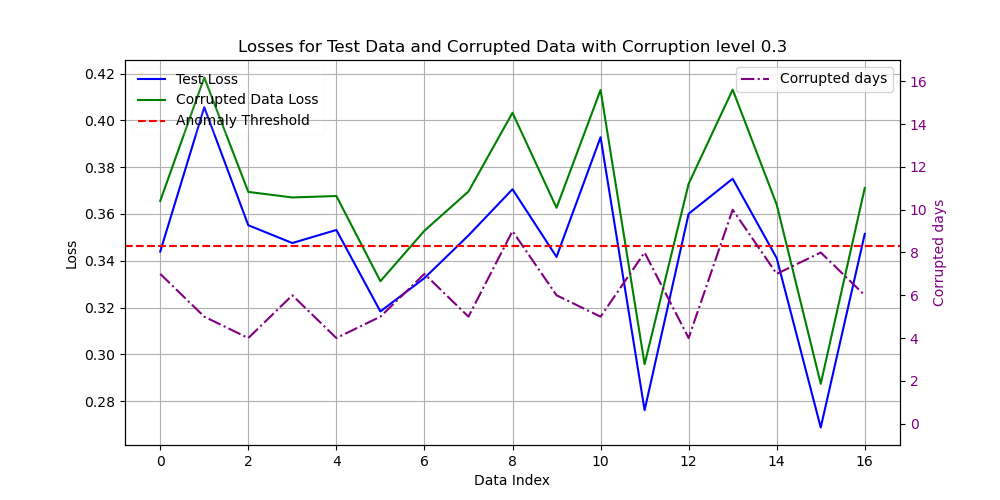 Losses for Test Data and Corrupted Data with Corruption level 0.3
Test Loss
Corrupted Data Loss
Anomaly Threshold
Corrupted days
0.42
0.40
0.38
0.36
0.34
0.32
0.30
0.28
Loss
16
14
12
10
8
6
4
2
0
Corrupted days
0 2 4 6 8 10 12 14 16
Data Index